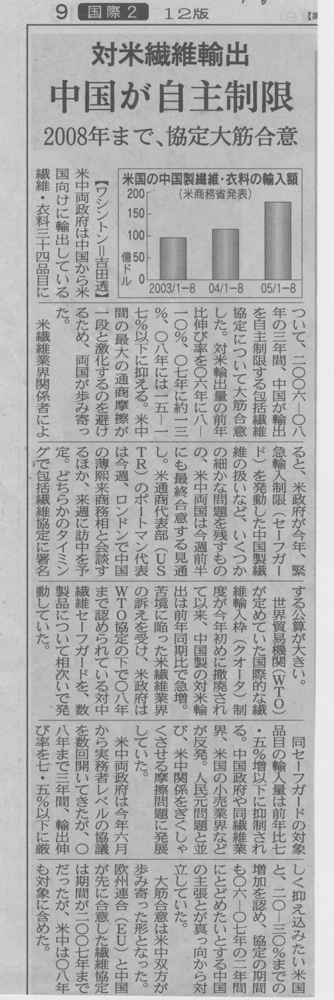 9 国際2 12版
【第
対米繊維輸出
中国が自主制限
2008年まで、協定大筋合意
米国の中国製繊維・衣料の輸入額
(米商務省発表)
200
150
100
50
0
億ドル
2003/1−8 04/1−8 05/1−8
【ワシントン＝吉田透】
米中両政府は中国から米
国向けに輸出している
繊維・衣料三十四品目に
ついて、二〇〇六―〇八
年の三年間、中国が輸出
を自主制限する包括繊維
協定について大筋合意
した。対米輸出量の前年
比伸び率を〇六年に八―
一〇％、〇七年に約一三
％、〇八年には一五―一
七％以下に抑える。米中
間の最大の通商摩擦が
一段と激化するのを避け
るため、両国が歩み寄っ
た。
米繊維業界関係者によ
ると、米政府が今年、緊
急輸入制限（セーフガー
ド）を発動した中国製繊
維の扱いなど、いくつか
の細かな問題を残すもの
の、米中両国は今週前半
にも最終合意する見通
し。米通商代表部（ＵＳ
ＴＲ）のポートマン代表
は今週、ロンドンで中国
の薄熙来商務相と会談す
るほか、来週に訪中を予
定。どちらかのタイミン
グで包括繊維協定に署名
する公算が大きい。
世界貿易機関（ＷＴＯ）
が定めていた国際的な繊
維輸入枠（クオータ）制
度が今年初めに撤廃され
て以来、中国製の対米輸
出は前年同期比で急増。
苦境に陥った米繊維業界
の訴えを受け、米政府は
ＷＴＯ協定の下で〇八年
まで認められている対中
繊維セーフガードを、数
製品について相次いで発
動していた。
同セーフガードの対象
品目の輸入量は前年比七
・五％増以下に抑制され
る。中国政府や同繊維業
界、米国の小売業界など
が反発。人民元問題と並
び、米中関係をぎくしゃ
くさせる摩擦問題に発展
していた。
米中両政府は今年六月
から実務者レベルの協議
を数回開いてきたが、〇
八年まで三年間、輸出伸
び率を七・五％以下に厳
しく抑え込みたい米国
と、二〇―三〇％までの
増加を認め、協定の期間
も〇六―〇七年の二年間
にとどめたいとする中国
の主張とが真っ向から対
立していた。
大筋合意は米中双方が
歩み寄った形となった。
欧州連合（ＥＵ）と中国
が先に合意した繊維協定
は期間が二〇〇七年まで
だったが、米中は〇八年
も対象に含めた。